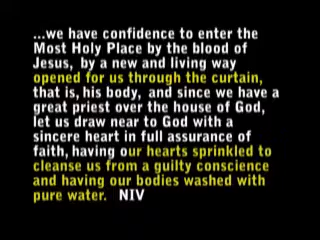 ...we have confidence to enter the
Most Holy Place by the blood of
Jesus, by a new and living way
opened for us through the curtain,
that is, his body, and since we have a
great priest over the house of God,
let us draw near to God with a
sincere heart in full assurance of
faith, having our hearts sprinkled to
cleanse us from a guilty conscience
and having our bodies washed with
pure water. NIV